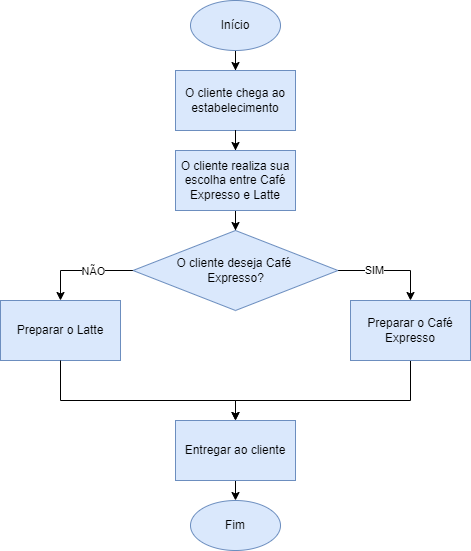 Início
O cliente chega ao
estabelecimento
O cliente realiza sua
escolha entre Café
Expresso e Latte
O cliente deseja Café
Expresso?
NÃO
SIM
Preparar o Latte
Preparar o Café
Expresso
Entregar ao cliente
Fim